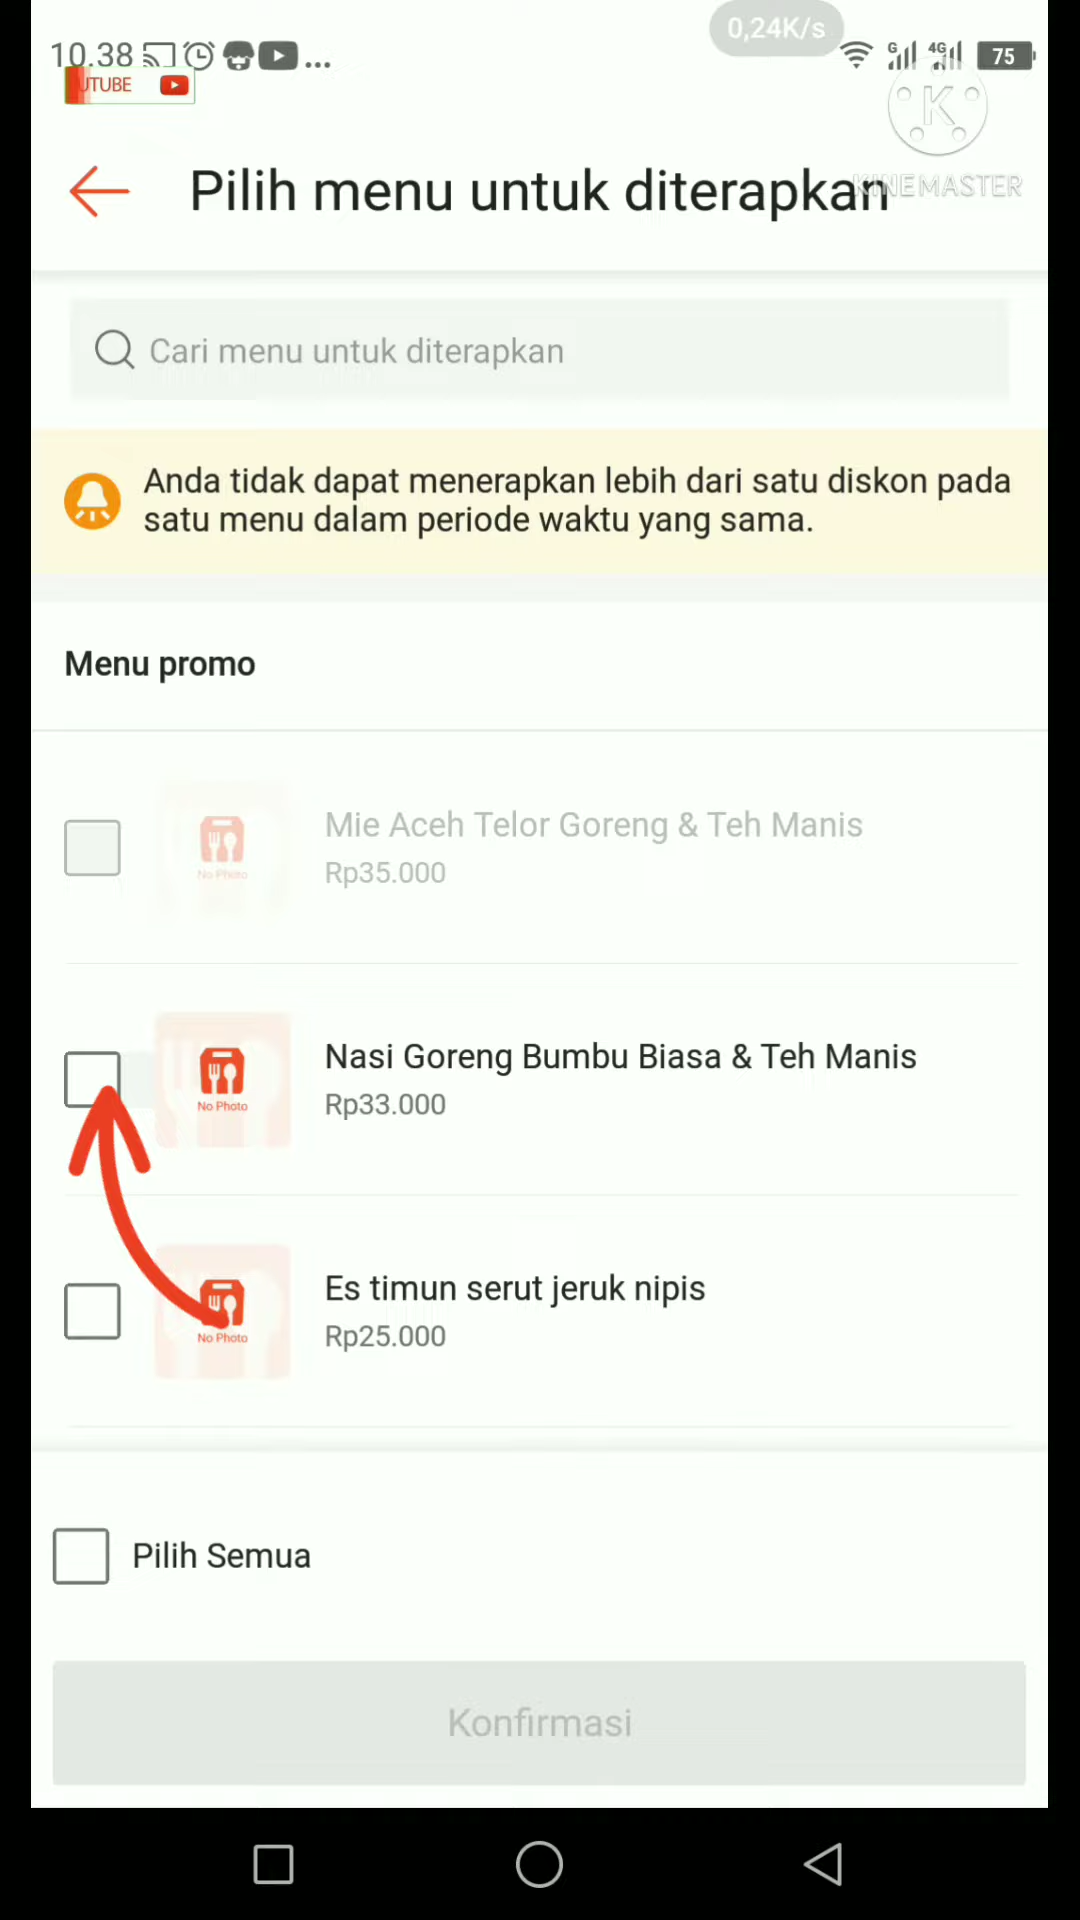 0,24K/s
10.38
G 4G 75
UTUBE
K
KINEMASTER
Pilih menu untuk diterapkan
Cari menu untuk diterapkan
Anda tidak dapat menerapkan lebih dari satu diskon pada
satu menu dalam periode waktu yang sama.
Menu promo
Mie Aceh Telor Goreng & Teh Manis
No Photo
Rp35.000
Nasi Goreng Bumbu Biasa & Teh Manis
No Photo
Rp33.000
Es timun serut jeruk nipis
No Photo
Rp25.000
Pilih Semua
Konfirmasi